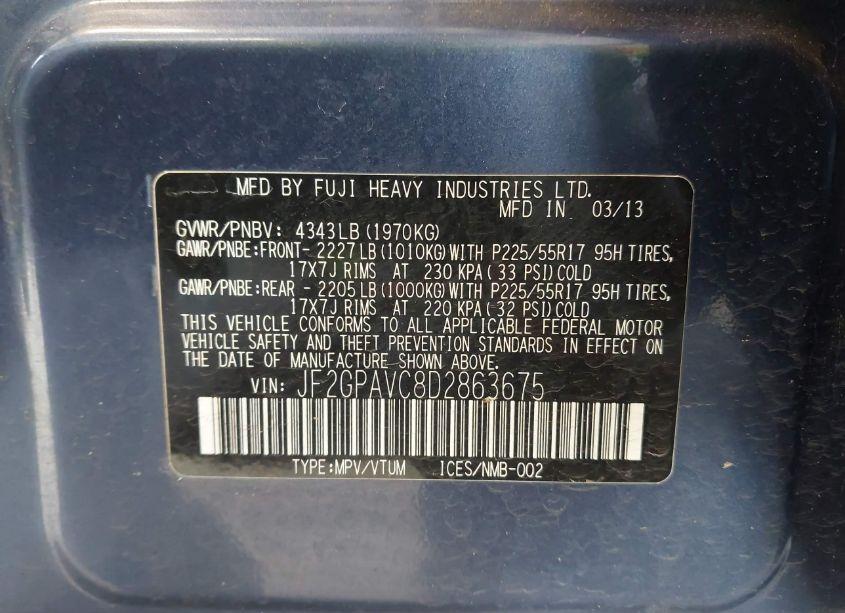 MFD BY FUJI HEAVY INDUSTRIES LTD.
MFD IN 03/13
GVWR/PNBV: 4343LB(1970KG)
GAWR/PNBE:FRONT- 2227LB(1010KG)WITH P225/55R17 95H TIRES,
17X7J RIMS AT 230 KPA( 33 PSI)COLD
GAWR/PNBE:REAR - 2205LB(1000KG)WITH P225/55R17 95H TIRES,
17X7J RIMS AT 220 KPA( 32 PSI)COLD
THIS VEHICLE CONFORMS TO ALL APPLICABLE FEDERAL MOTOR
VEHICLE SAFETY AND THEFT PREVENTION STANDARDS IN EFFECT ON
THE DATE OF MANUFACTURE SHOWN ABOVE.
VIN: JF2GPAVC8D2863675
TYPE:MPV/VTUM ICES/NMB-002